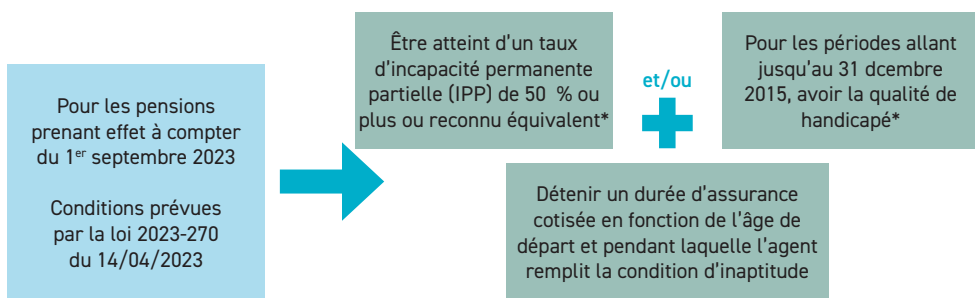 Pour les pensions
prenant effet à compter
du 1er septembre 2023
Conditions prévues
par la loi 2023-270
du 14/04/2023
Être atteint d'un taux
d'incapacité permanente
partielle (IPP) de 50 % ou
plus ou reconnu équivalent*
et/ou
Pour les périodes allant
jusqu'au 31 dcembre
2015, avoir la qualité de
handicapé*
Détenir un durée d'assurance
cotisée en fonction de l'âge de
départ et pendant laquelle l'agent
remplit la condition d'inaptitude